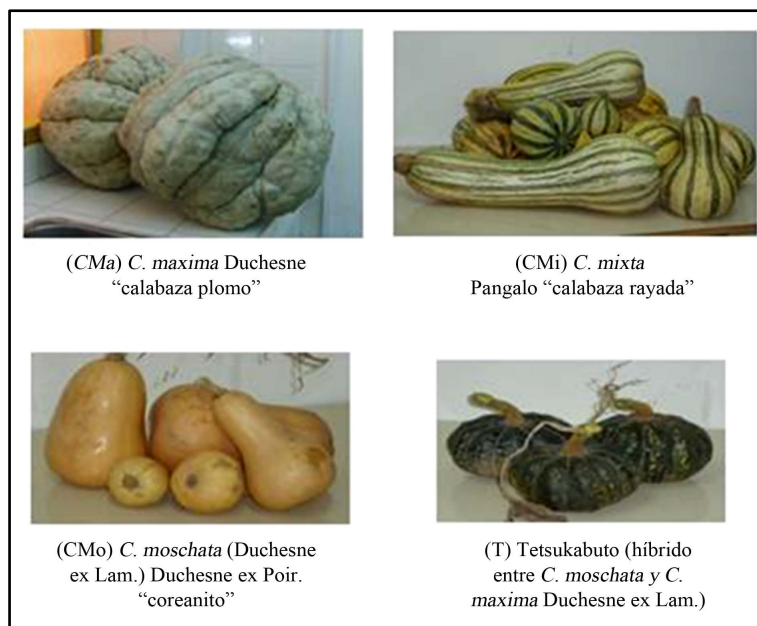 (CMa) C. maxima Duchesne
“calabaza plomo”
(CMi) C. mixta
Pangalo “calabaza rayada”
(CMo) C. moschata (Duchesne
ex Lam.) Duchesne ex Poir.
“coreanito”
(T) Tetsukabuto (híbrido
entre C. moschata y C.
maxima Duchesne ex Lam.)